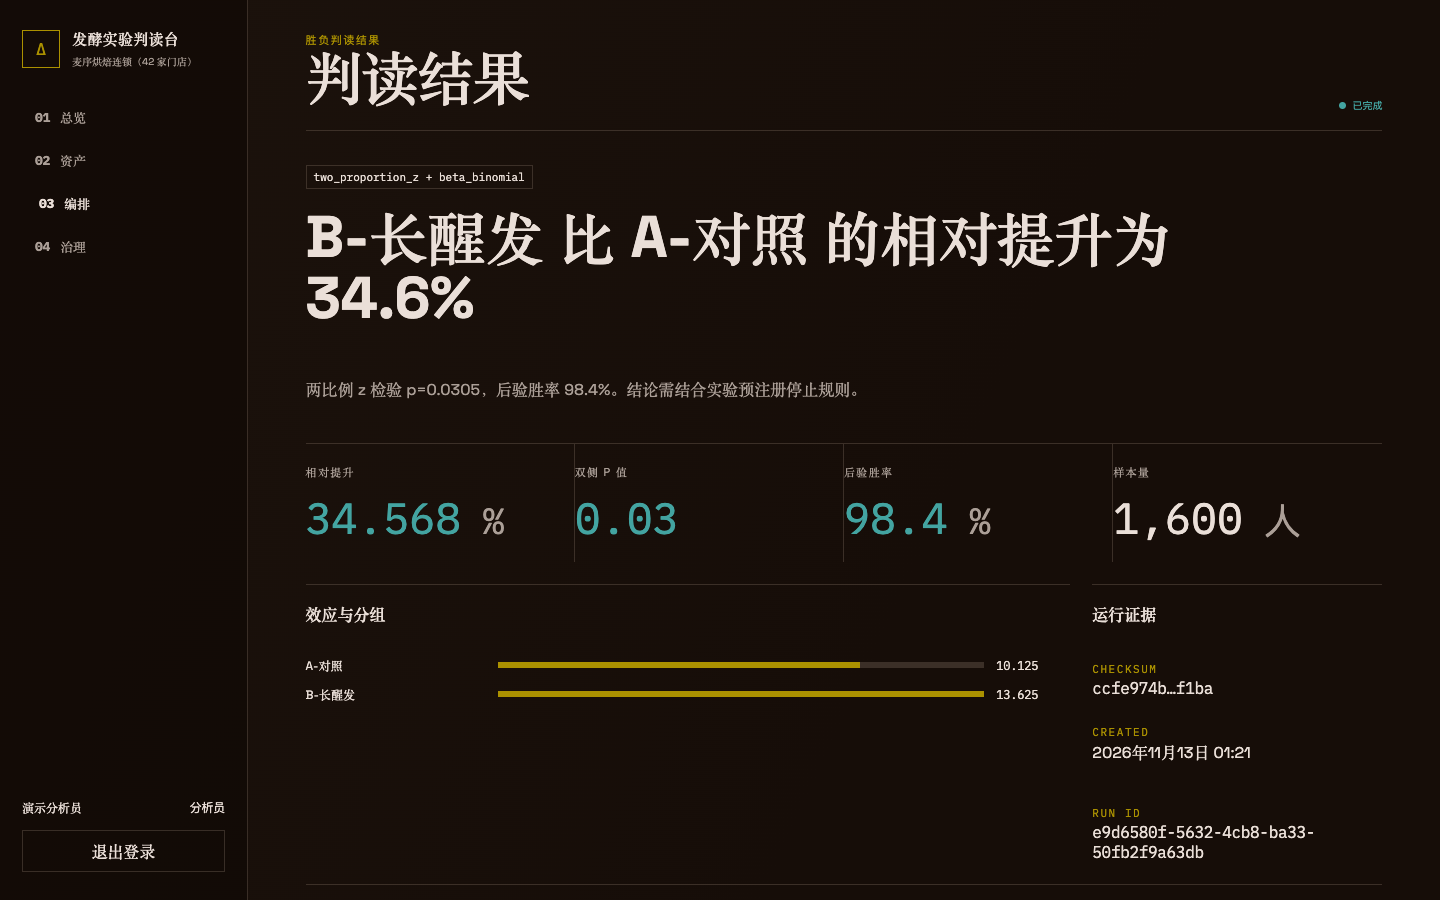 Δ
发酵实验判读台
麦序烘焙连锁（42 家门店）
01 总览
02 资产
03 编排
04 治理
演示分析员
分析员
退出登录
胜负判读结果
判读结果
已完成
two_proportion_z + beta_binomial
B-长醒发 比 A-对照 的相对提升为
34.6%
两比例 z 检验 p=0.0305，后验胜率 98.4%。结论需结合实验预注册停止规则。
相对提升
34.568 %
双侧 P 值
0.03
后验胜率
98.4 %
样本量
1,600 人
效应与分组
A-对照 10.125
B-长醒发 13.625
运行证据
CHECKSUM
ccfe974b…f1ba
CREATED
2026年11月13日 01:21
RUN ID
e9d6580f-5632-4cb8-ba33-
50fb2f9a63db